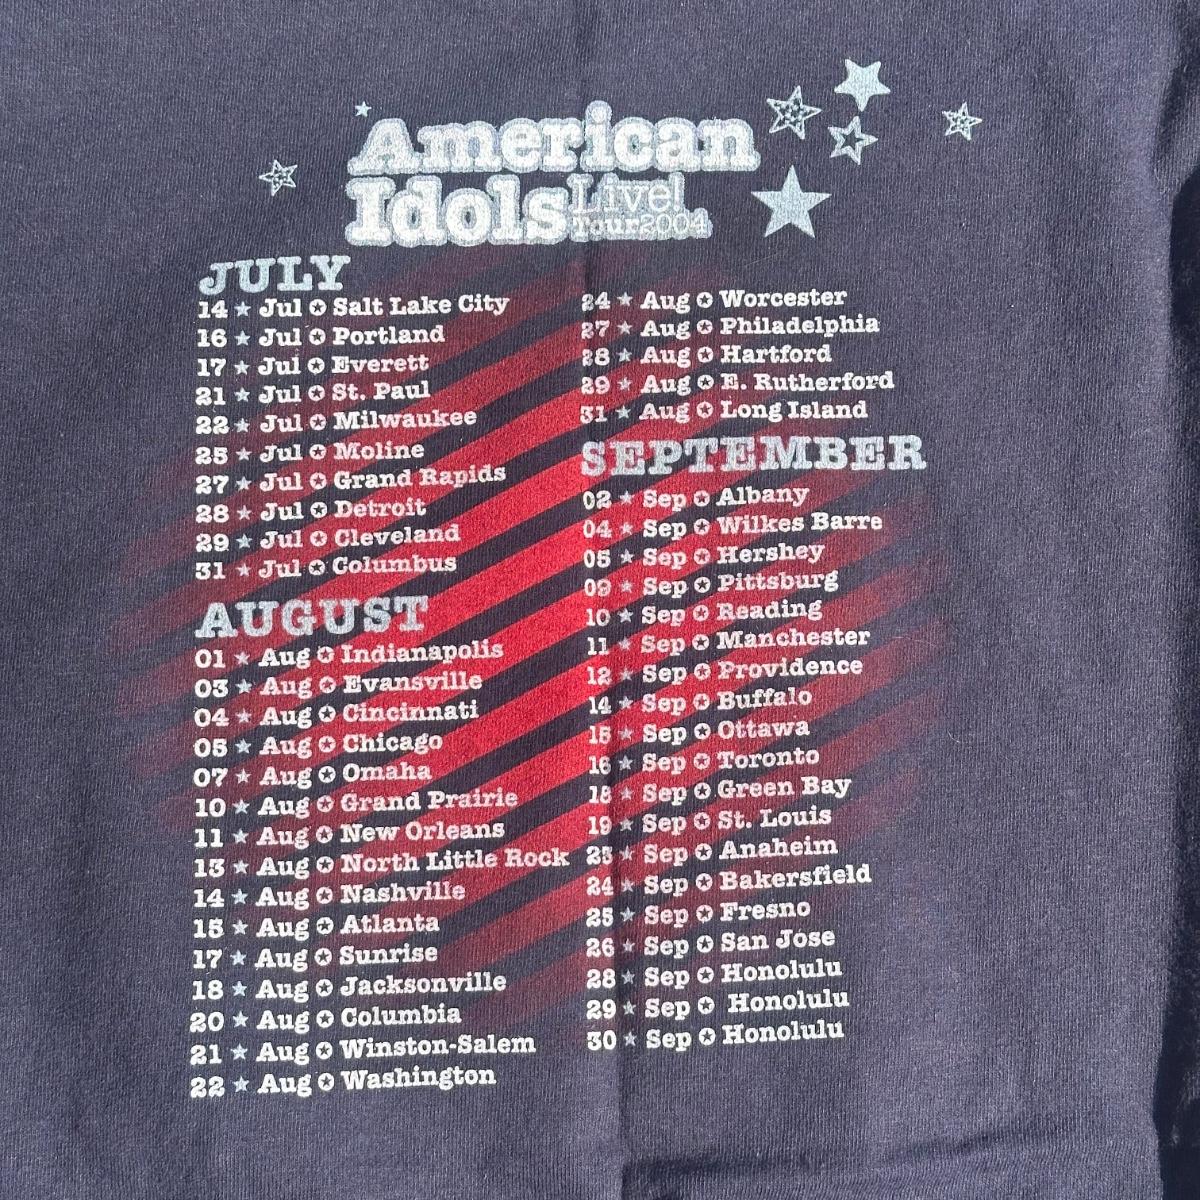 American
Idols Live!
Tour 2004
JULY
14 ★ Jul ✪ Salt Lake City
16 ★ Jul ✪ Portland
17 ★ Jul ✪ Everett
21 ★ Jul ✪ St. Paul
22 ★ Jul ✪ Milwaukee
25 ★ Jul ✪ Moline
27 ★ Jul ✪ Grand Rapids
28 ★ Jul ✪ Detroit
29 ★ Jul ✪ Cleveland
31 ★ Jul ✪ Columbus
AUGUST
01 ★ Aug ✪ Indianapolis
03 ★ Aug ✪ Evansville
04 ★ Aug ✪ Cincinnati
05 ★ Aug ✪ Chicago
07 ★ Aug ✪ Omaha
10 ★ Aug ✪ Grand Prairie
11 ★ Aug ✪ New Orleans
13 ★ Aug ✪ North Little Rock
14 ★ Aug ✪ Nashville
15 ★ Aug ✪ Atlanta
17 ★ Aug ✪ Sunrise
18 ★ Aug ✪ Jacksonville
20 ★ Aug ✪ Columbia
21 ★ Aug ✪ Winston-Salem
22 ★ Aug ✪ Washington
24 ★ Aug ✪ Worcester
27 ★ Aug ✪ Philadelphia
28 ★ Aug ✪ Hartford
29 ★ Aug ✪ E. Rutherford
31 ★ Aug ✪ Long Island
SEPTEMBER
02 ★ Sep ✪ Albany
04 ★ Sep ✪ Wilkes Barre
05 ★ Sep ✪ Hershey
09 ★ Sep ✪ Pittsburg
10 ★ Sep ✪ Reading
11 ★ Sep ✪ Manchester
12 ★ Sep ✪ Providence
14 ★ Sep ✪ Buffalo
15 ★ Sep ✪ Ottawa
16 ★ Sep ✪ Toronto
18 ★ Sep ✪ Green Bay
19 ★ Sep ✪ St. Louis
23 ★ Sep ✪ Anaheim
24 ★ Sep ✪ Bakersfield
25 ★ Sep ✪ Fresno
26 ★ Sep ✪ San Jose
28 ★ Sep ✪ Honolulu
29 ★ Sep ✪ Honolulu
30 ★ Sep ✪ Honolulu